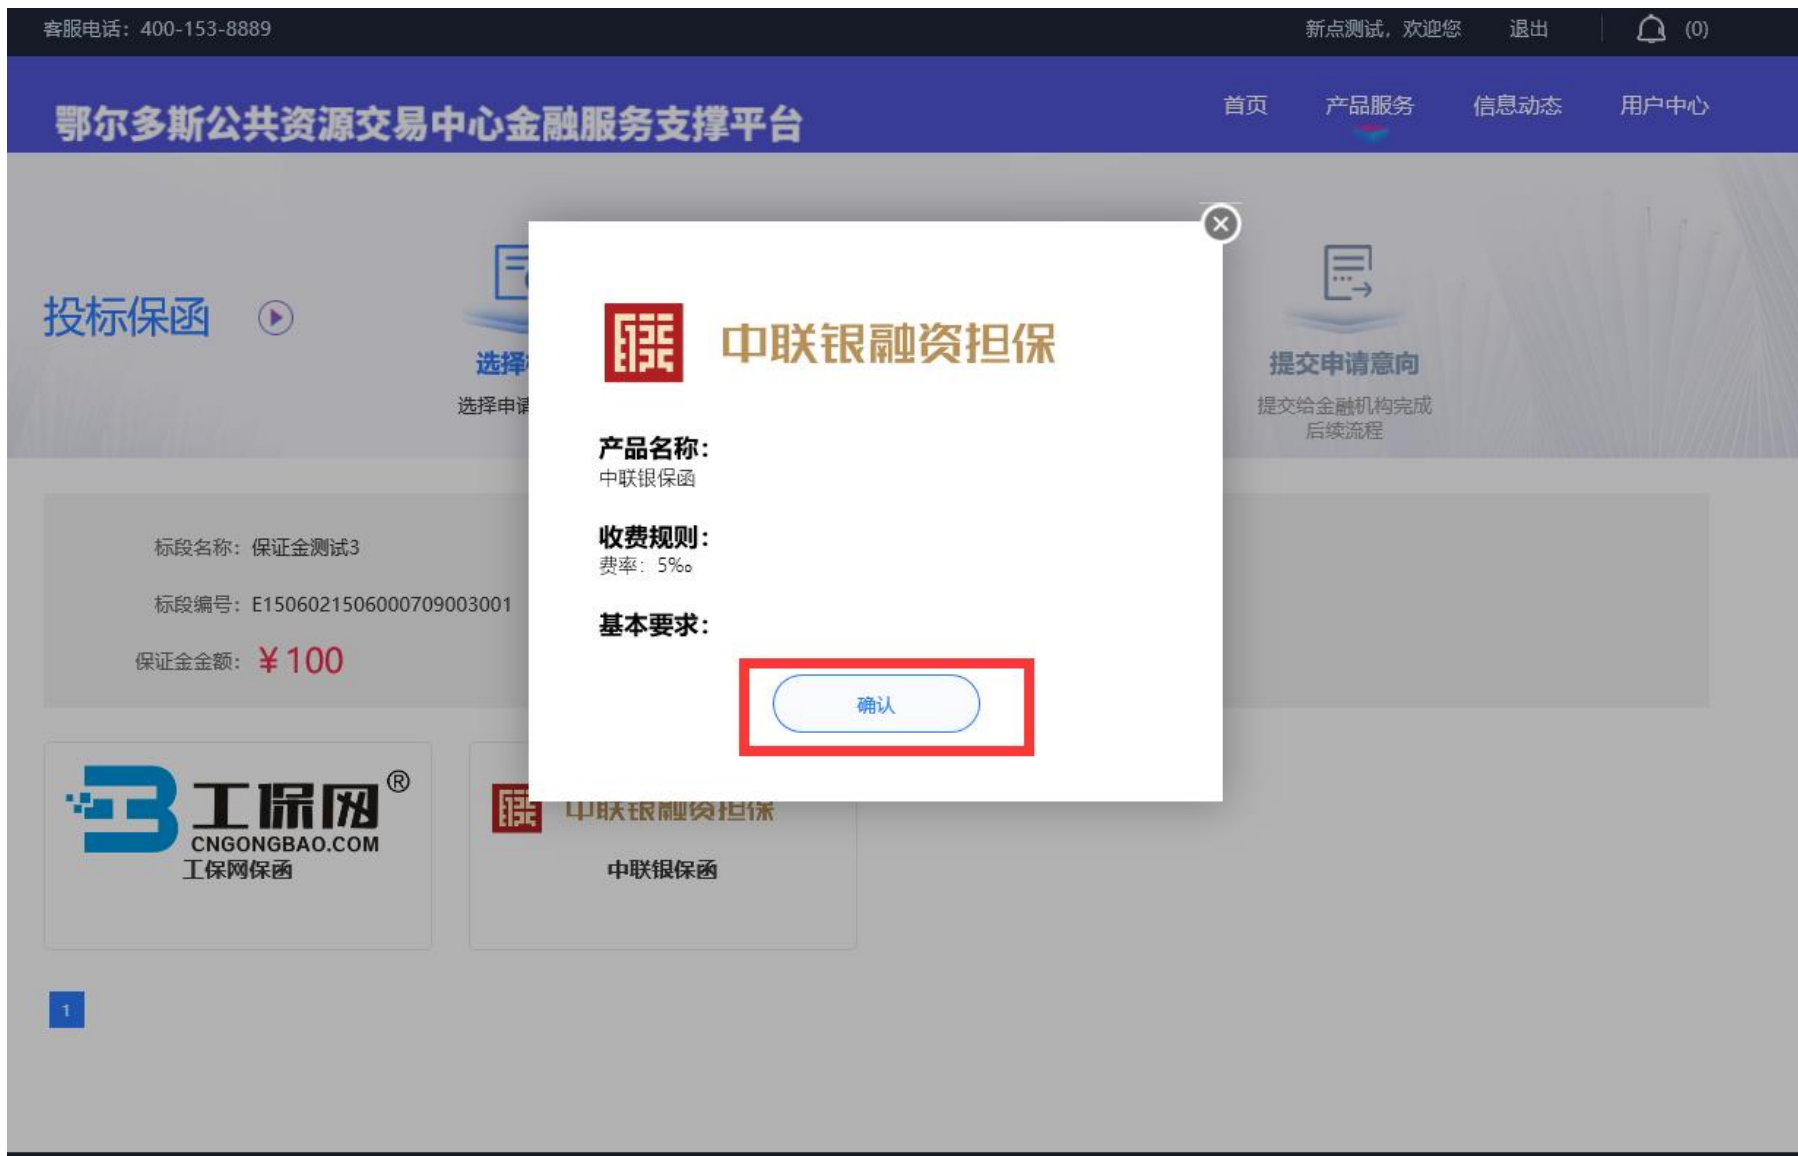 客服电话：400-153-8889
新点测试，欢迎您 退出 (0)
鄂尔多斯公共资源交易中心金融服务支撑平台
首页 产品服务 信息动态 用户中心
投标保函
选择
选择申请
提交申请意向
提交给金融机构完成
后续流程
中联银融资担保
产品名称：
中联银保函
收费规则：
费率：5‰
基本要求：
确认
标段名称：保证金测试3
标段编号：E1506021506000709003001
保证金金额：￥100
工保网®
CNGONGBAO.COM
工保网保函
中联银融资担保
中联银保函
1